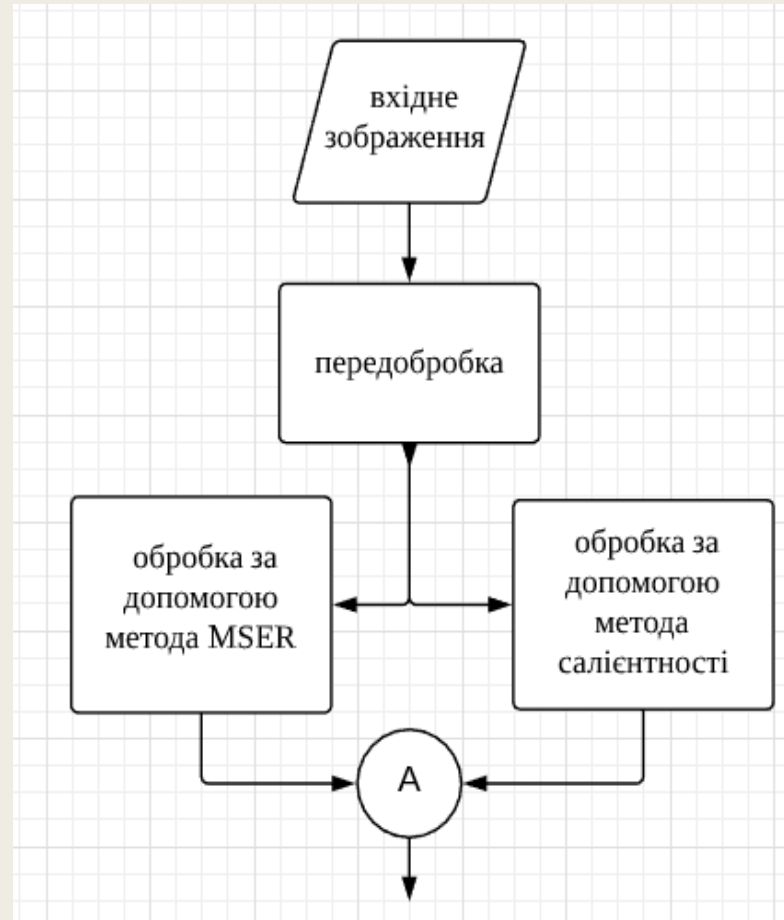 вхідне
зображення
передобробка
обробка за
допомогою
метода MSER
обробка за
допомогою
метода
салієнтності
A